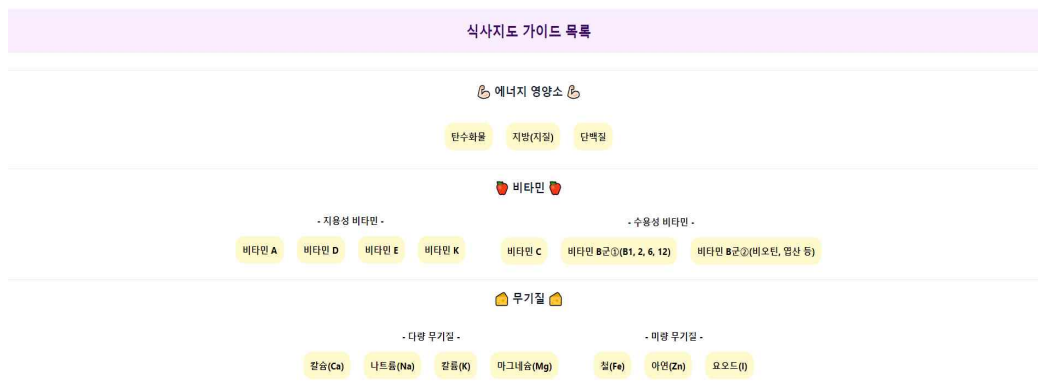 식사지도 가이드 목록
에너지 영양소
탄수화물 지방(지질) 단백질
비타민
- 지용성 비타민 -
비타민 A 비타민 D 비타민 E 비타민 K
- 수용성 비타민 -
비타민 C 비타민 B군①(B1, 2, 6, 12) 비타민 B군②(비오틴, 엽산 등)
무기질
- 다량 무기질 -
칼슘(Ca) 나트륨(Na) 칼륨(K) 마그네슘(Mg)
- 미량 무기질 -
철(Fe) 아연(Zn) 요오드(I)